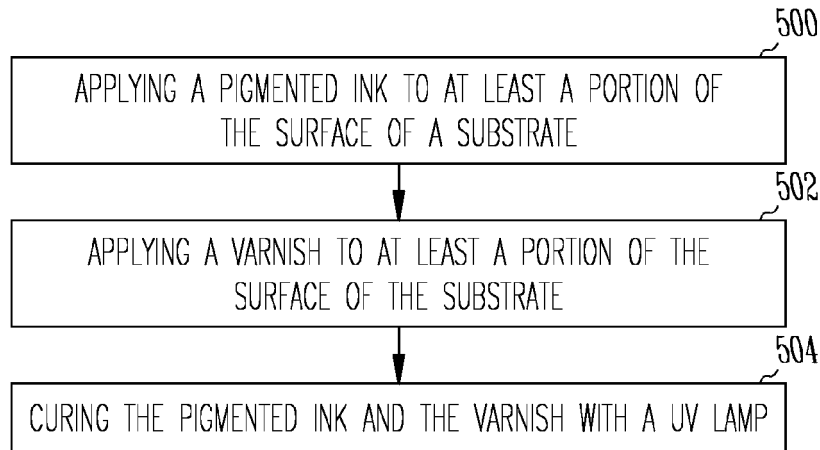 500
APPLYING A PIGMENTED INK TO AT LEAST A PORTION OF
THE SURFACE OF A SUBSTRATE
502
APPLYING A VARNISH TO AT LEAST A PORTION OF THE
SURFACE OF THE SUBSTRATE
504
CURING THE PIGMENTED INK AND THE VARNISH WITH A UV LAMP